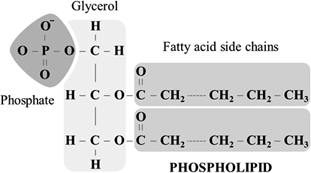 Glycerol
O⁻ H
Fatty acid side chains
O – P – O – C – H
O
O
Phosphate
H – C – O – C – CH₂ ------ CH₂ – CH₂ – CH₃
O
H – C – O – C – CH₂ ------ CH₂ – CH₂ – CH₃
H
PHOSPHOLIPID